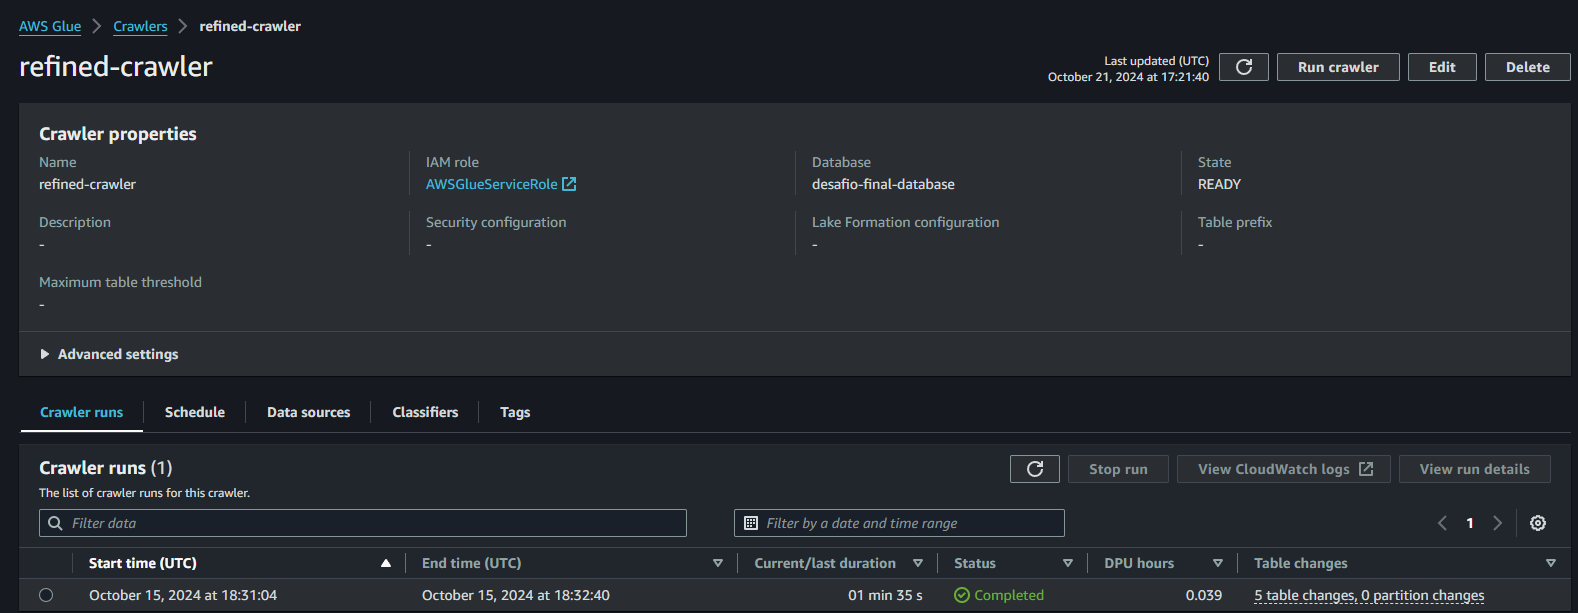 AWS Glue > Crawlers > refined-crawler
refined-crawler
Last updated (UTC)
October 21, 2024 at 17:21:40
Run crawler
Edit
Delete
Crawler properties
Name
refined-crawler
IAM role
AWSGlueServiceRole
Database
desafio-final-database
State
READY
Description
-
Security configuration
-
Lake Formation configuration
-
Table prefix
-
Maximum table threshold
-
Advanced settings
Crawler runs
Schedule
Data sources
Classifiers
Tags
Crawler runs (1)
The list of crawler runs for this crawler.
Stop run
View CloudWatch logs
View run details
Filter data
Filter by a date and time range
1
Start time (UTC)
End time (UTC)
Current/last duration
Status
DPU hours
Table changes
October 15, 2024 at 18:31:04
October 15, 2024 at 18:32:40
01 min 35 s
Completed
0.039
5 table changes, 0 partition changes